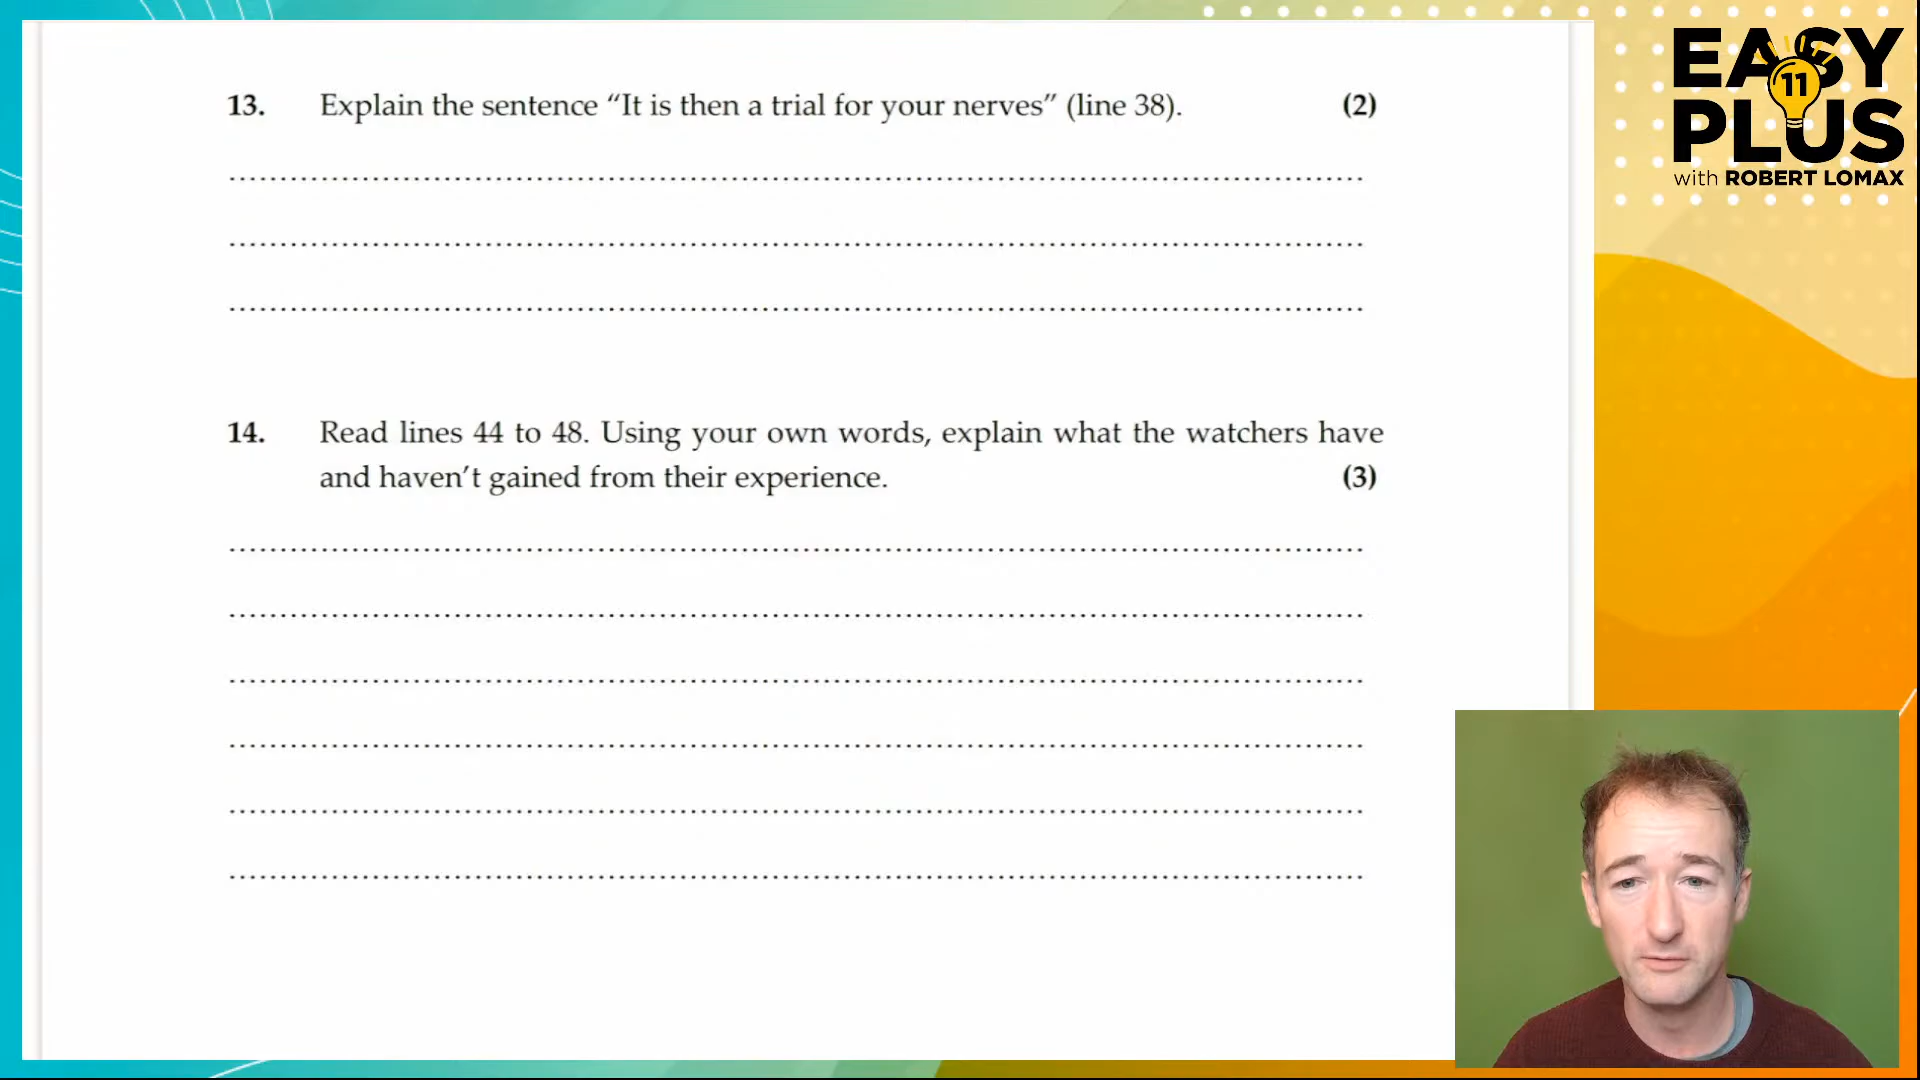 13. Explain the sentence “It is then a trial for your nerves” (line 38). (2)
14. Read lines 44 to 48. Using your own words, explain what the watchers have
and haven’t gained from their experience. (3)
EASY
11
PLUS
with ROBERT LOMAX